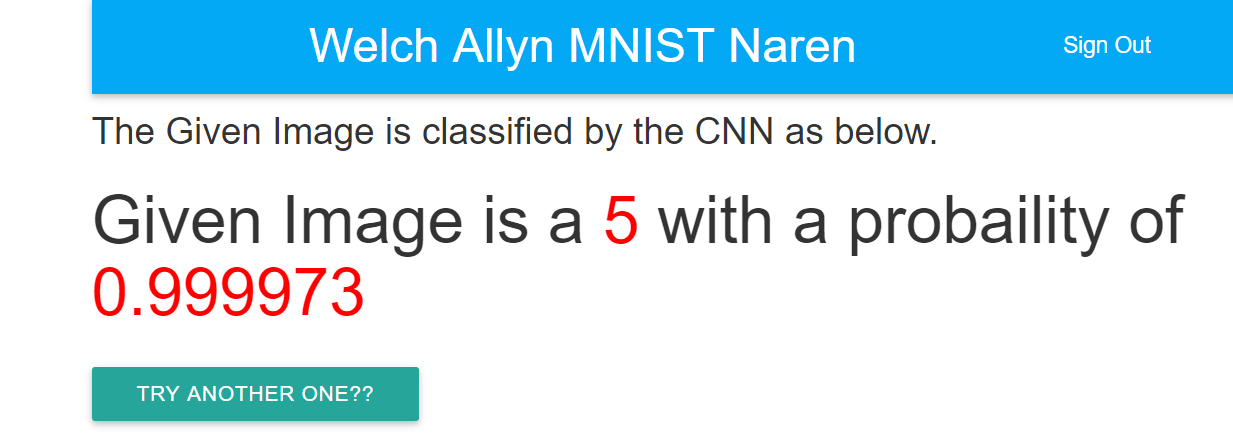 Welch Allyn MNIST Naren
Sign Out
The Given Image is classified by the CNN as below.
Given Image is a 5 with a probaility of
0.999973
TRY ANOTHER ONE??